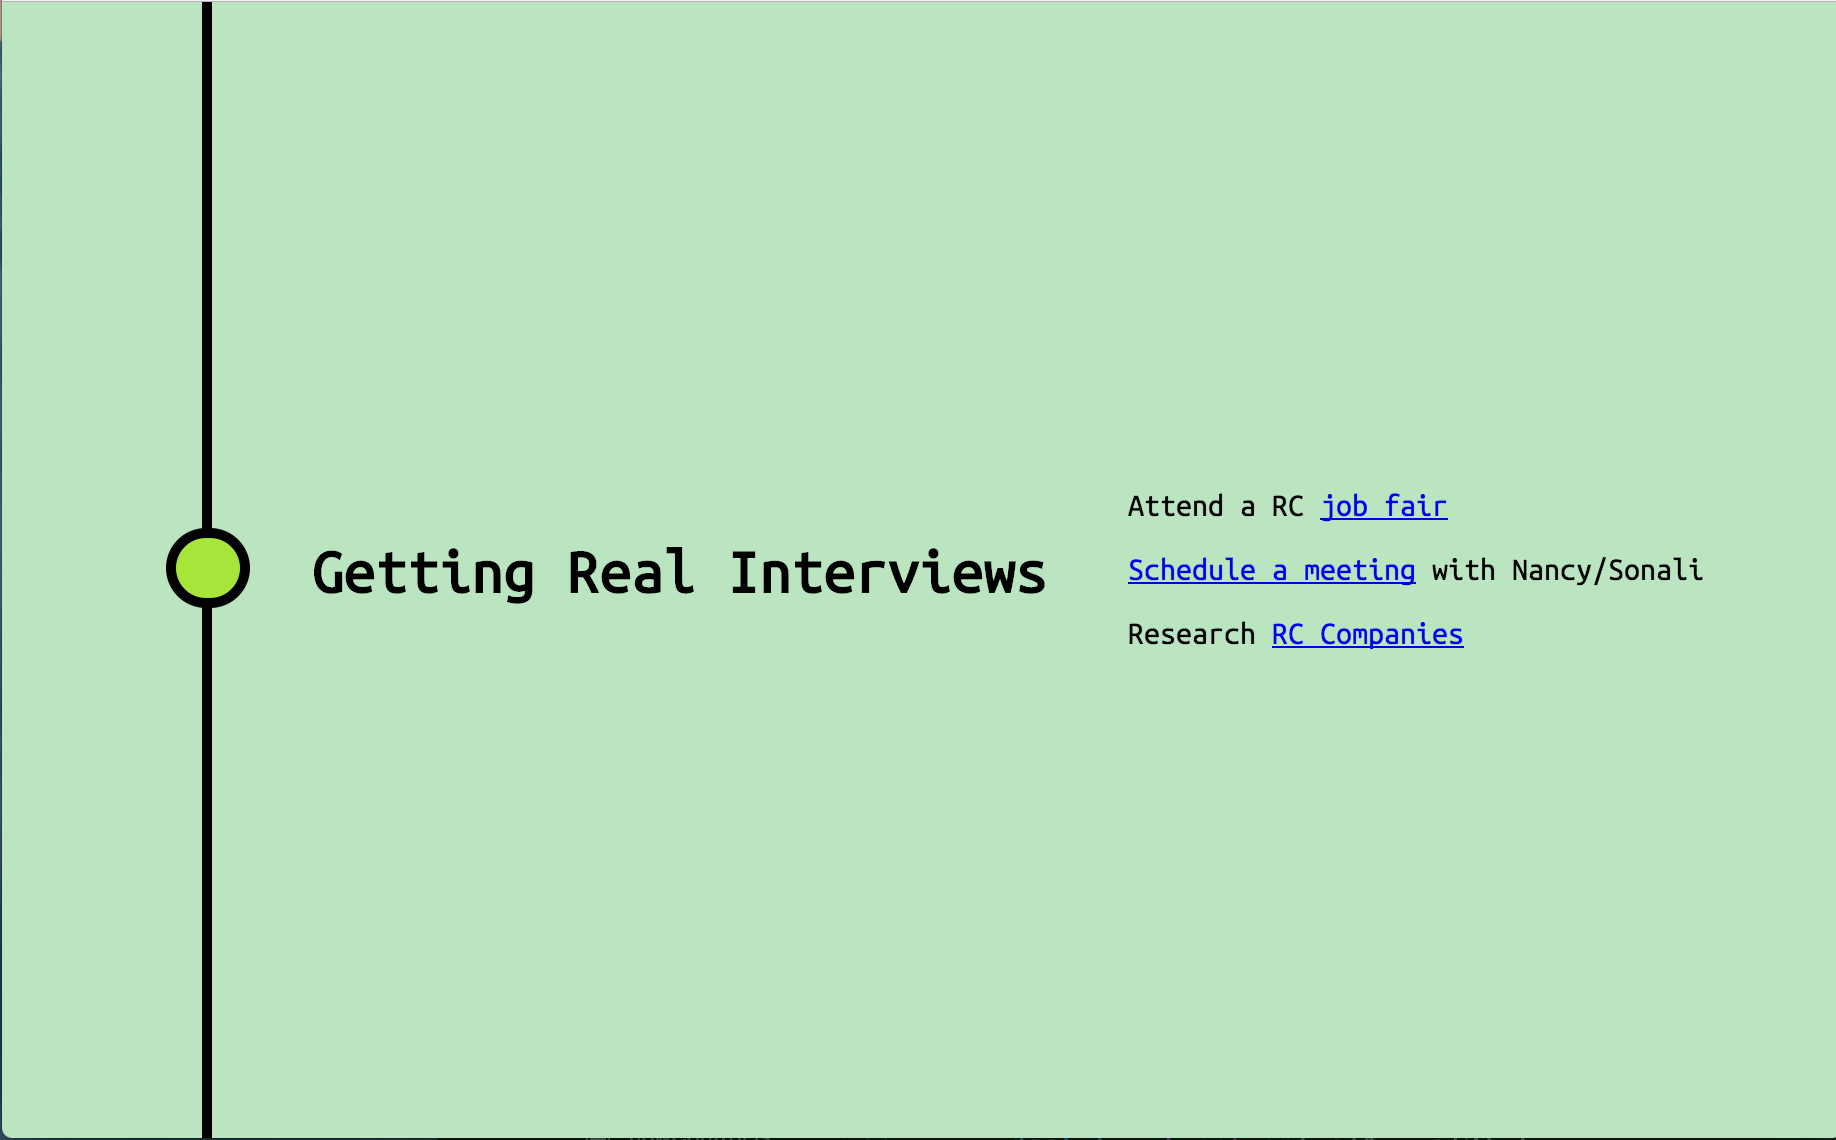 Getting Real Interviews
Attend a RC job fair
Schedule a meeting with Nancy/Sonali
Research RC Companies